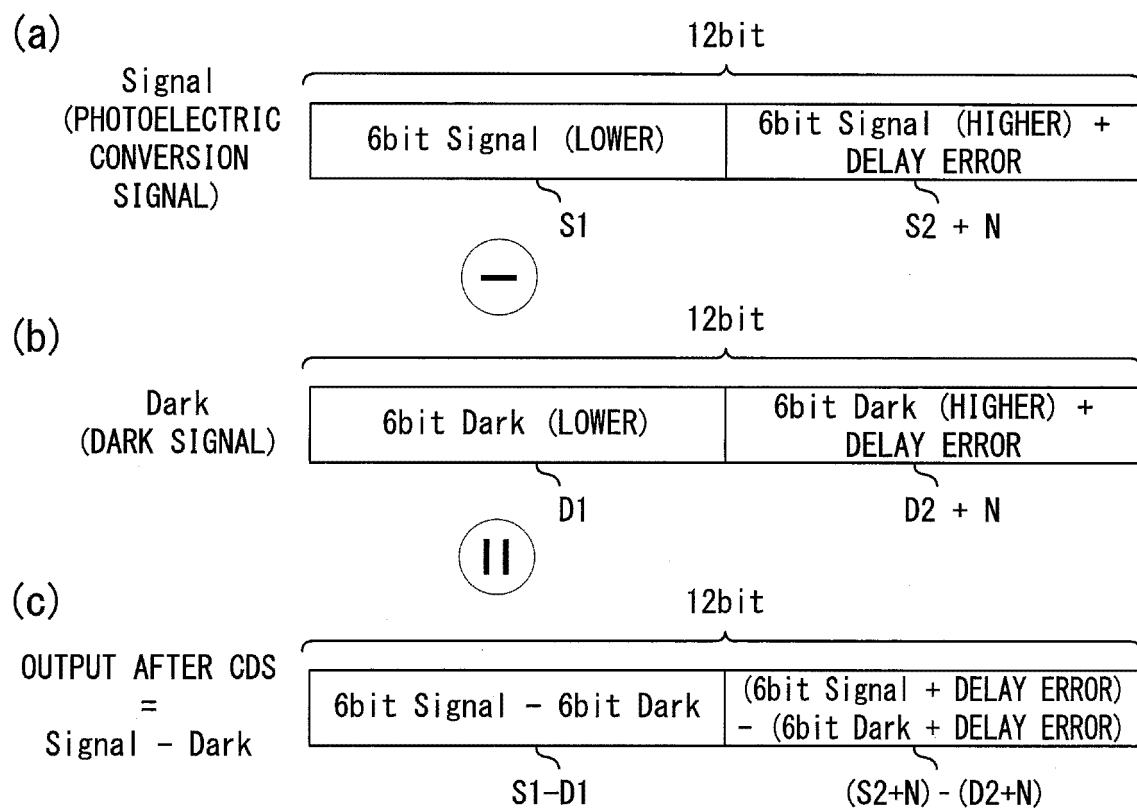 (a)
12bit
Signal
(PHOTOELECTRIC
CONVERSION
SIGNAL)
6bit Signal (LOWER)
6bit Signal (HIGHER) +
DELAY ERROR
S1
S2 + N
−
(b)
12bit
Dark
(DARK SIGNAL)
6bit Dark (LOWER)
6bit Dark (HIGHER) +
DELAY ERROR
D1
D2 + N
=
(c)
12bit
OUTPUT AFTER CDS
=
Signal − Dark
6bit Signal − 6bit Dark
(6bit Signal + DELAY ERROR)
− (6bit Dark + DELAY ERROR)
S1−D1
(S2+N) − (D2+N)